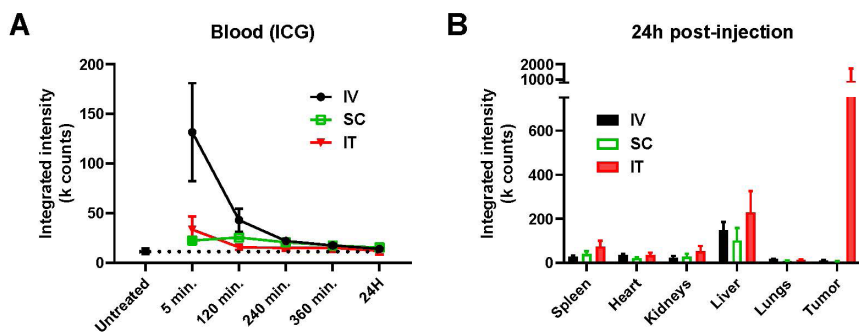 A
Blood (ICG)
Integrated intensity
(k counts)
200
150
100
50
0
IV
SC
IT
Untreated
5 min.
120 min.
240 min.
360 min.
24H
B
24h post-injection
Integrated intensity
(k counts)
2000
1000
600
400
200
0
IV
SC
IT
Spleen
Heart
Kidneys
Liver
Lungs
Tumor